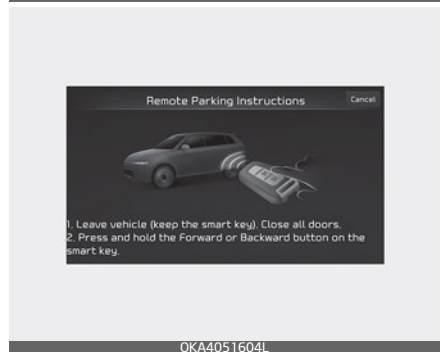 Remote Parking Instructions
Cancel
1. Leave vehicle (keep the smart key). Close all doors.
2. Press and hold the Forward or Backward button on the
smart key.
OKA4051604L